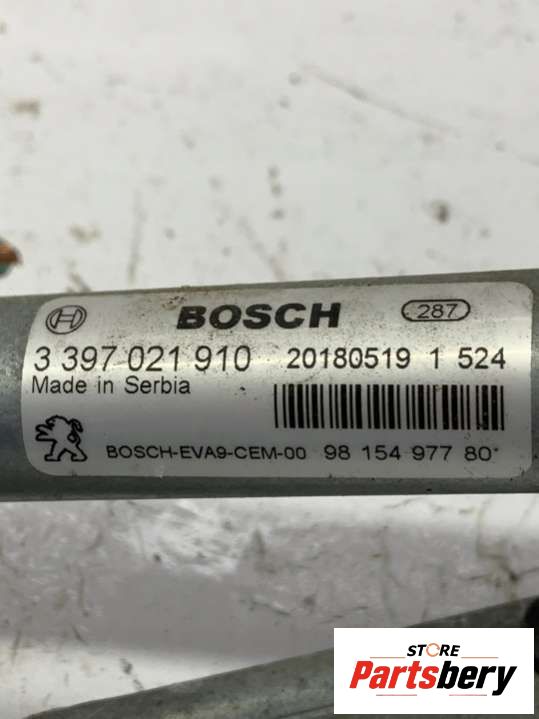 BOSCH 287
3 397 021 910 20180519 1 524
Made in Serbia
BOSCH-EVA9-CEM-00 98 154 977 80
STORE
Partsbery